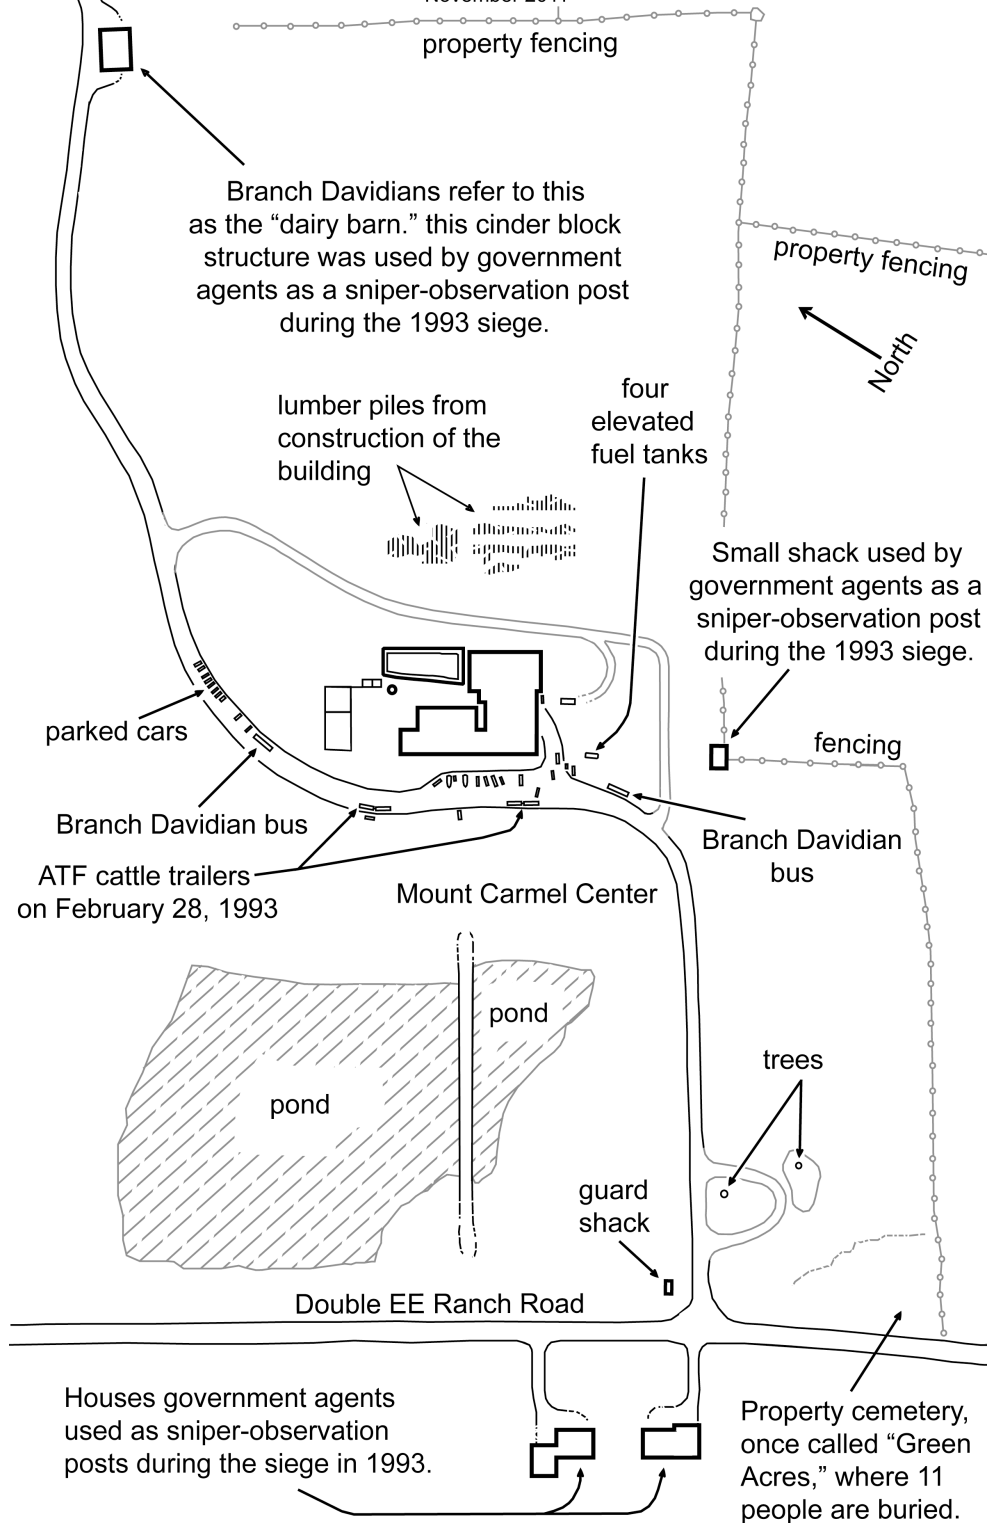 November 2011
property fencing
Branch Davidians refer to this
as the “dairy barn.” this cinder block
structure was used by government
agents as a sniper-observation post
during the 1993 siege.
property fencing
North
four
elevated
fuel tanks
lumber piles from
construction of the
building
Small shack used by
government agents as a
sniper-observation post
during the 1993 siege.
parked cars
fencing
Branch Davidian bus
Branch Davidian
bus
ATF cattle trailers
on February 28, 1993
Mount Carmel Center
pond
pond
trees
guard
shack
Double EE Ranch Road
Houses government agents
used as sniper-observation
posts during the siege in 1993.
Property cemetery,
once called “Green
Acres,” where 11
people are buried.